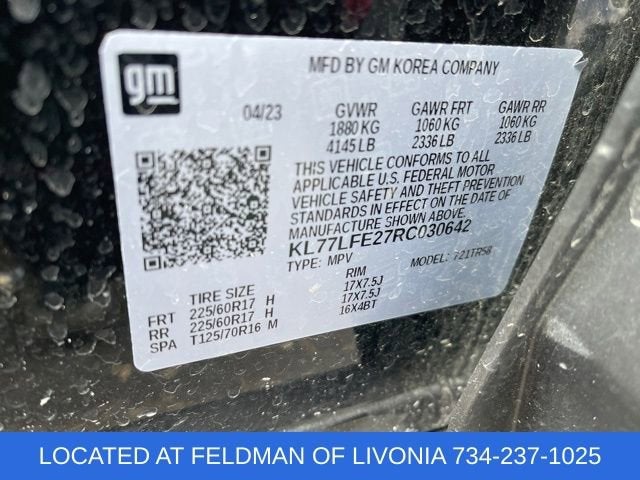 gm
MFD BY GM KOREA COMPANY
04/23 GVWR GAWR FRT GAWR RR
1880 KG 1060 KG 1060 KG
4145 LB 2336 LB 2336 LB
THIS VEHICLE CONFORMS TO ALL
APPLICABLE U.S. FEDERAL MOTOR
VEHICLE SAFETY AND THEFT PREVENTION
STANDARDS IN EFFECT ON THE DATE OF
MANUFACTURE SHOWN ABOVE.
KL77LFE27RC030642
TYPE: MPV MODEL: 721TR58
TIRE SIZE RIM
FRT 225/60R17 H 17X7.5J
RR 225/60R17 H 17X7.5J
SPA T125/70R16 M 16X4BT
LOCATED AT FELDMAN OF LIVONIA 734-237-1025